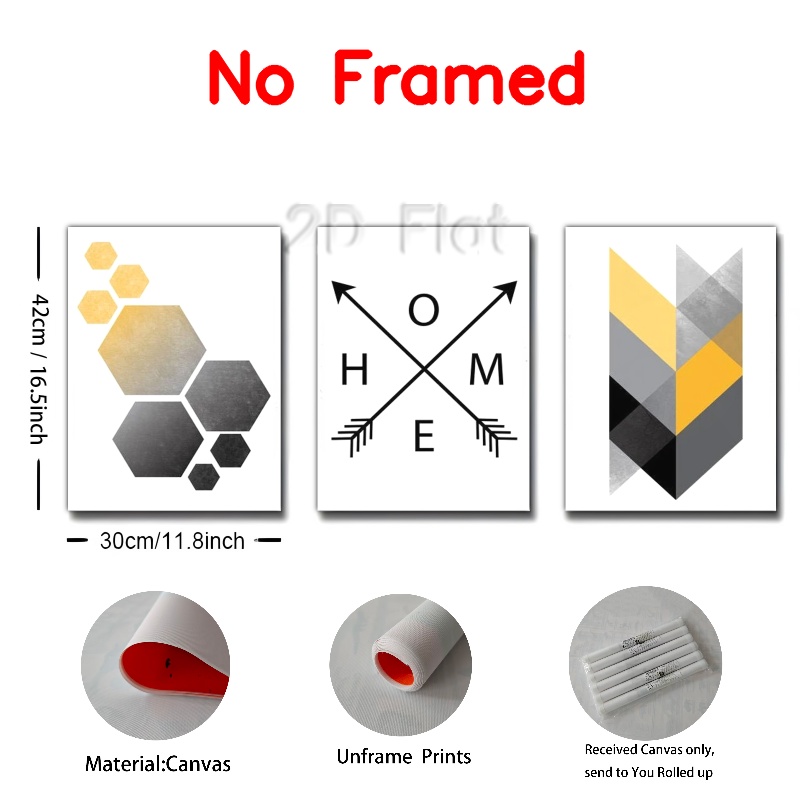 No Framed
2D Flat
42cm / 16.5inch
O
H M
E
30cm/11.8inch
Material:Canvas
Unframe Prints
Received Canvas only,
send to You Rolled up